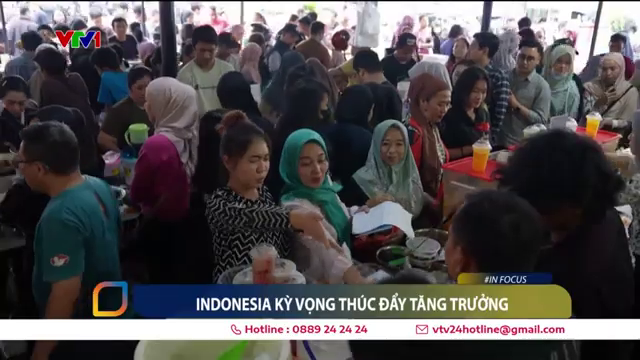 VTV1
#IN FOCUS
INDONESIA KỲ VỌNG THÚC ĐẨY TĂNG TRƯỞNG
Hotline : 0889 24 24 24
vtv24hotline@gmail.com